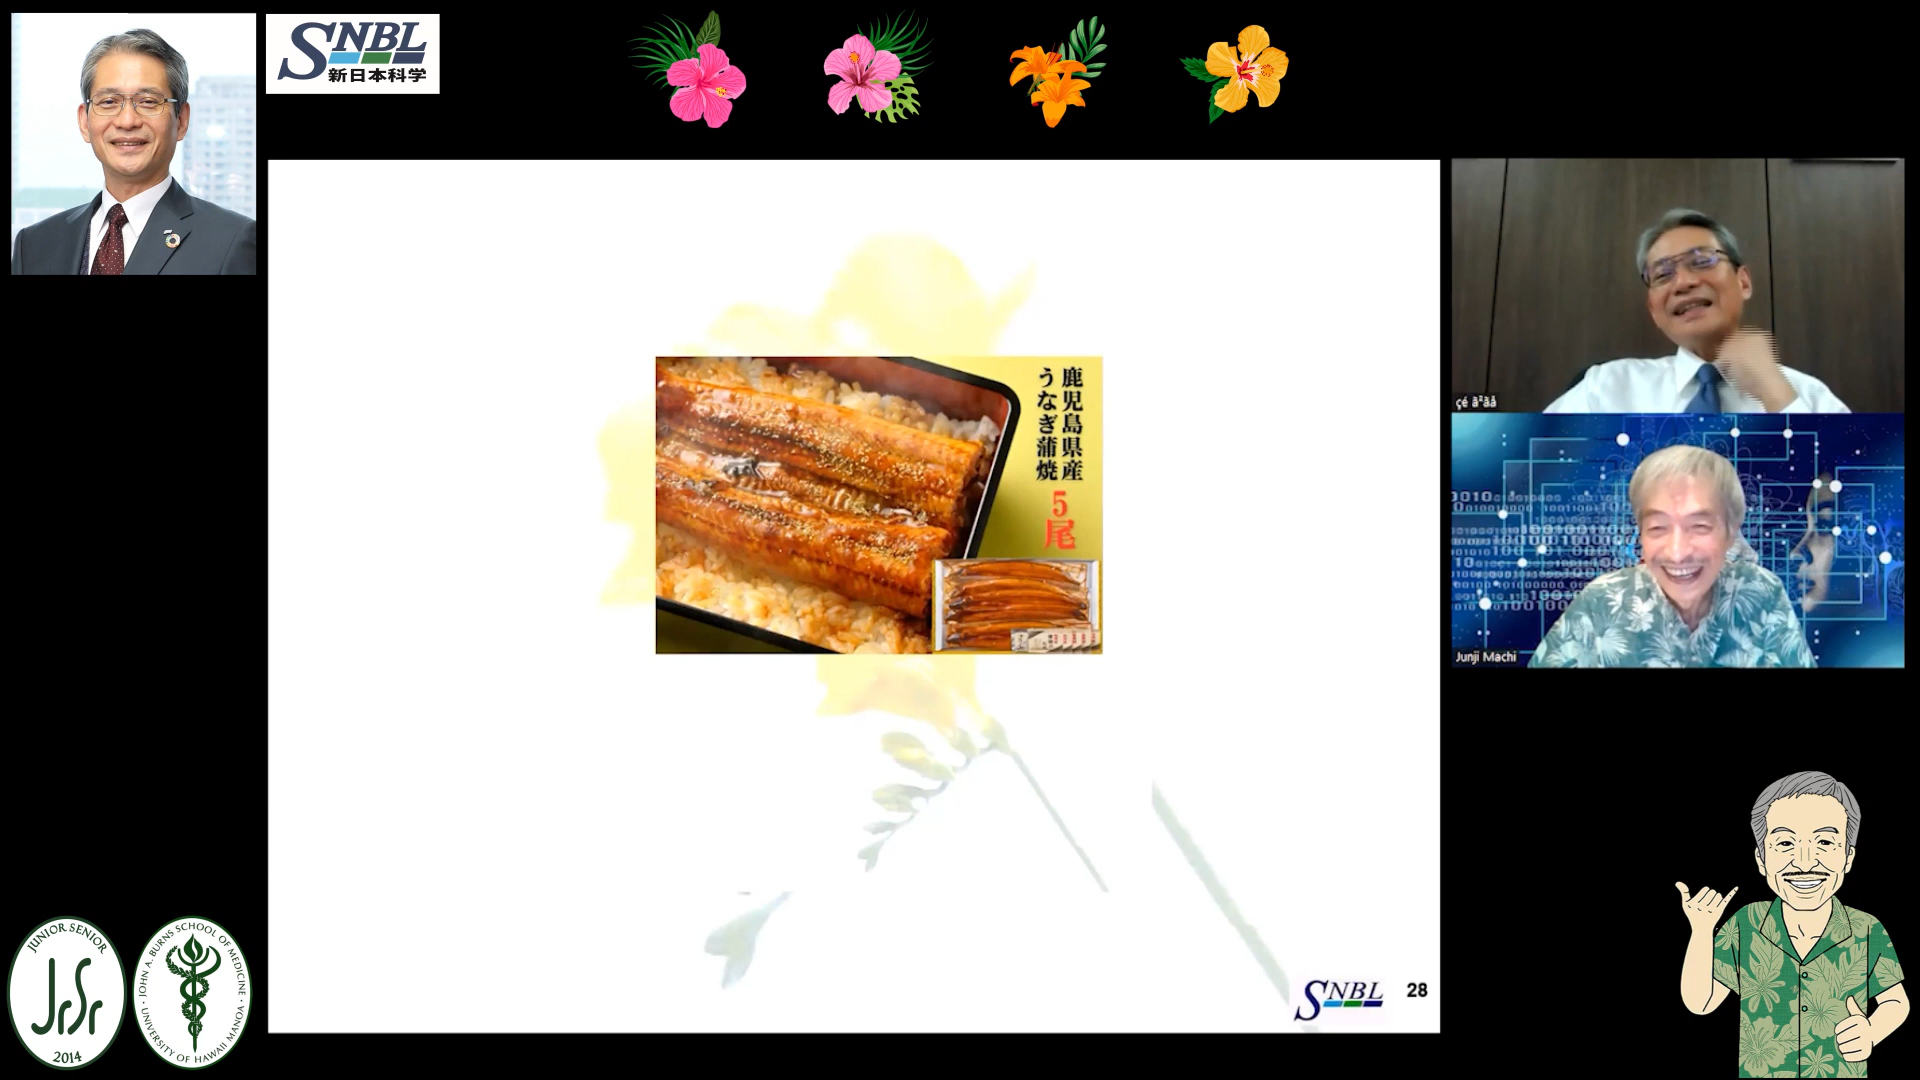 SNBL
新日本科学
鹿児島県産
うなぎ蒲焼
5尾
çé ã²ãå
Junji Machi
SNBL
28
JUNIOR SENIOR
JrSr
2014
JOHN A. BURNS SCHOOL OF MEDICINE
UNIVERSITY OF HAWAII MANOA